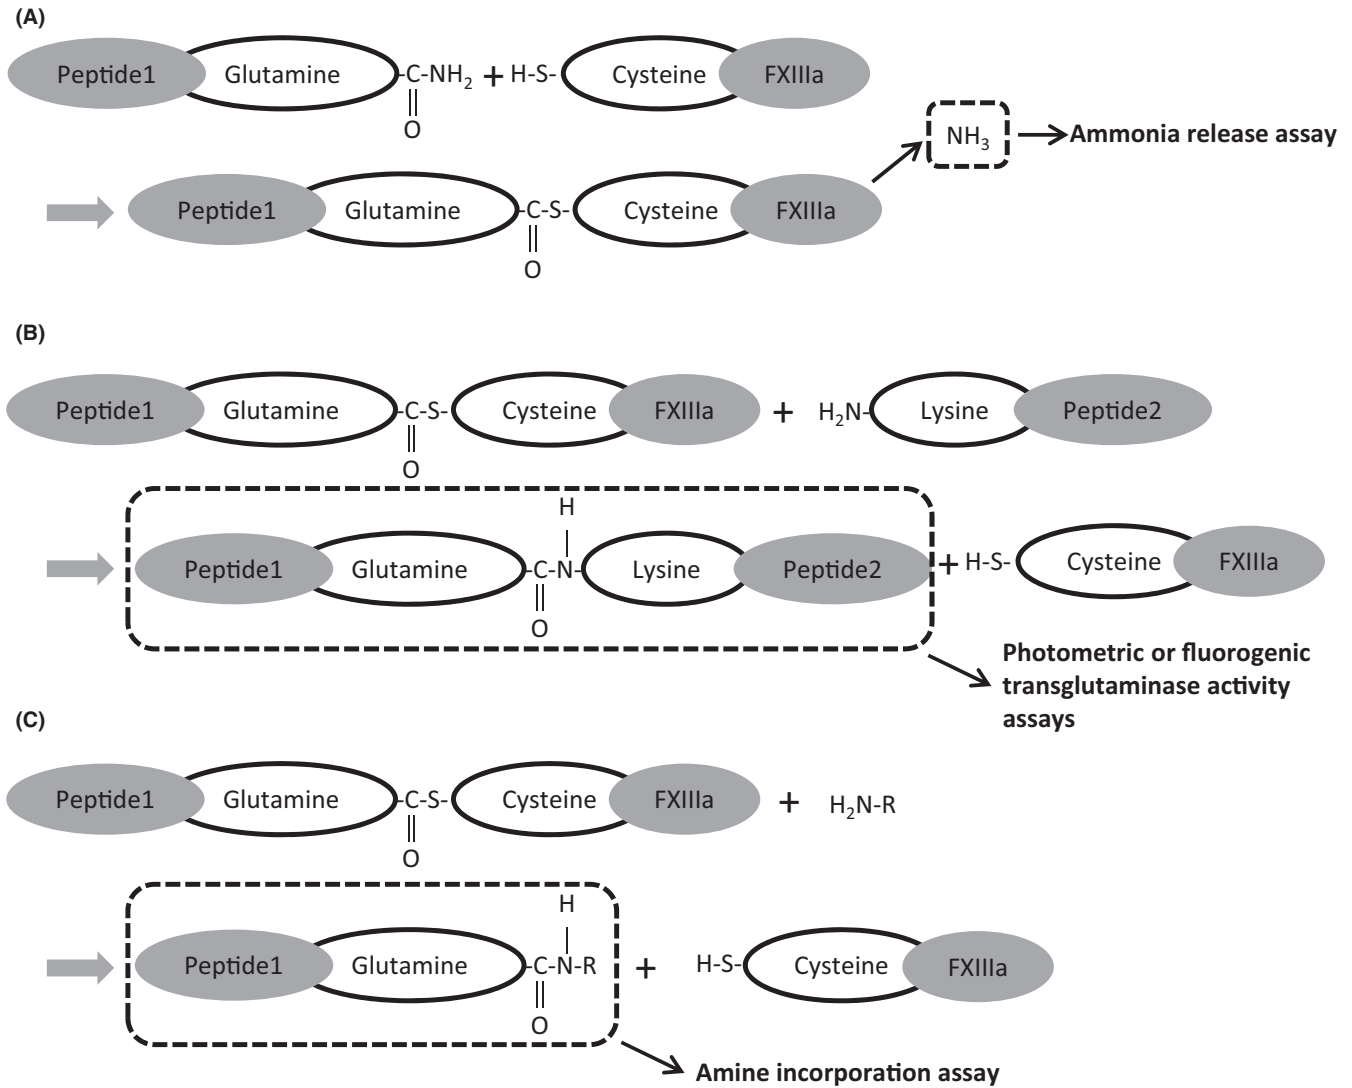 (A)
Peptide1 Glutamine -C-NH2 + H-S- Cysteine FXIIIa
O
NH3 Ammonia release assay
Peptide1 Glutamine -C-S- Cysteine FXIIIa
O
(B)
Peptide1 Glutamine -C-S- Cysteine FXIIIa + H2N- Lysine Peptide2
O
H
Peptide1 Glutamine -C-N- Lysine Peptide2 + H-S- Cysteine FXIIIa
O
Photometric or fluorogenic
transglutaminase activity
assays
(C)
Peptide1 Glutamine -C-S- Cysteine FXIIIa + H2N-R
O
H
Peptide1 Glutamine -C-N-R + H-S- Cysteine FXIIIa
O
Amine incorporation assay